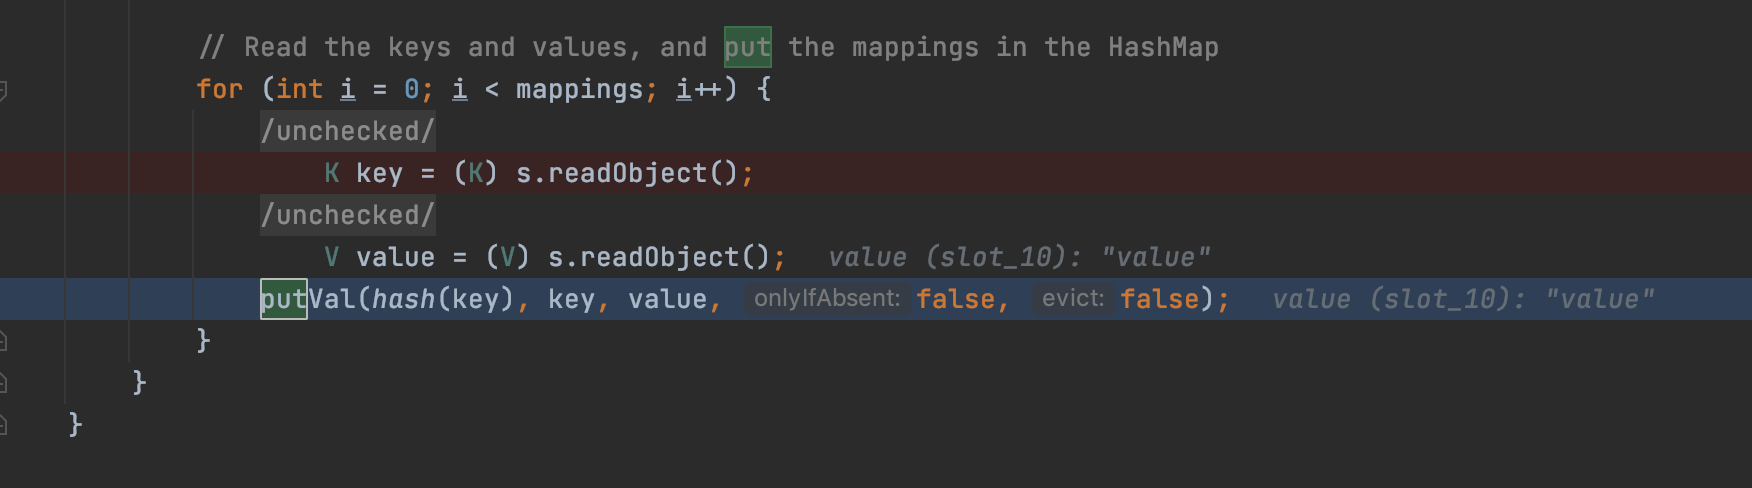 // Read the keys and values, and put the mappings in the HashMap
for (int i = 0; i < mappings; i++) {
/unchecked/
K key = (K) s.readObject();
/unchecked/
V value = (V) s.readObject(); value (slot_10): "value"
putVal(hash(key), key, value, onlyIfAbsent: false, evict: false); value (slot_10): "value"
}
}
}